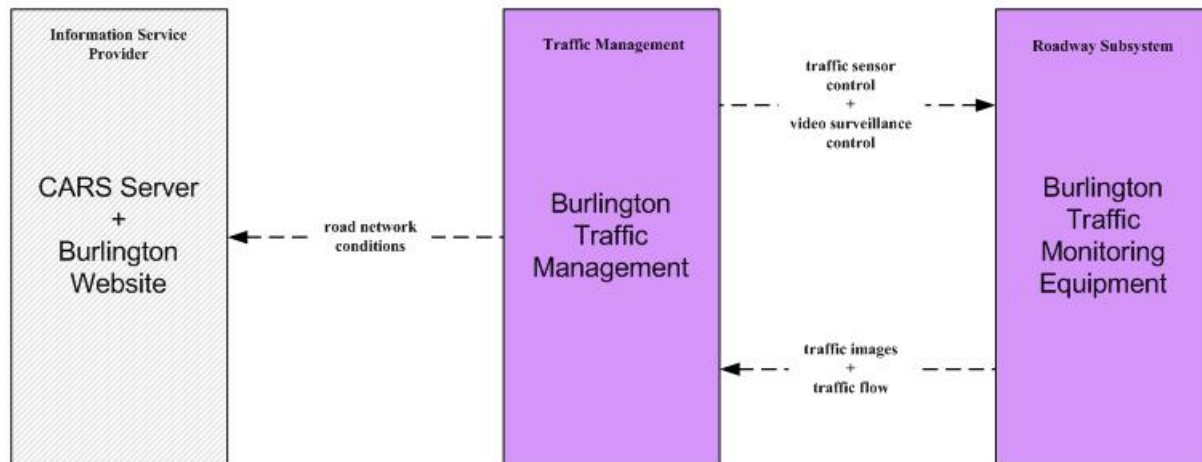 Information Service
Provider
CARS Server
+
Burlington
Website
road network
conditions
Traffic Management
Burlington
Traffic
Management
traffic sensor
control
+
video surveillance
control
traffic images
+
traffic flow
Roadway Subsystem
Burlington
Traffic
Monitoring
Equipment